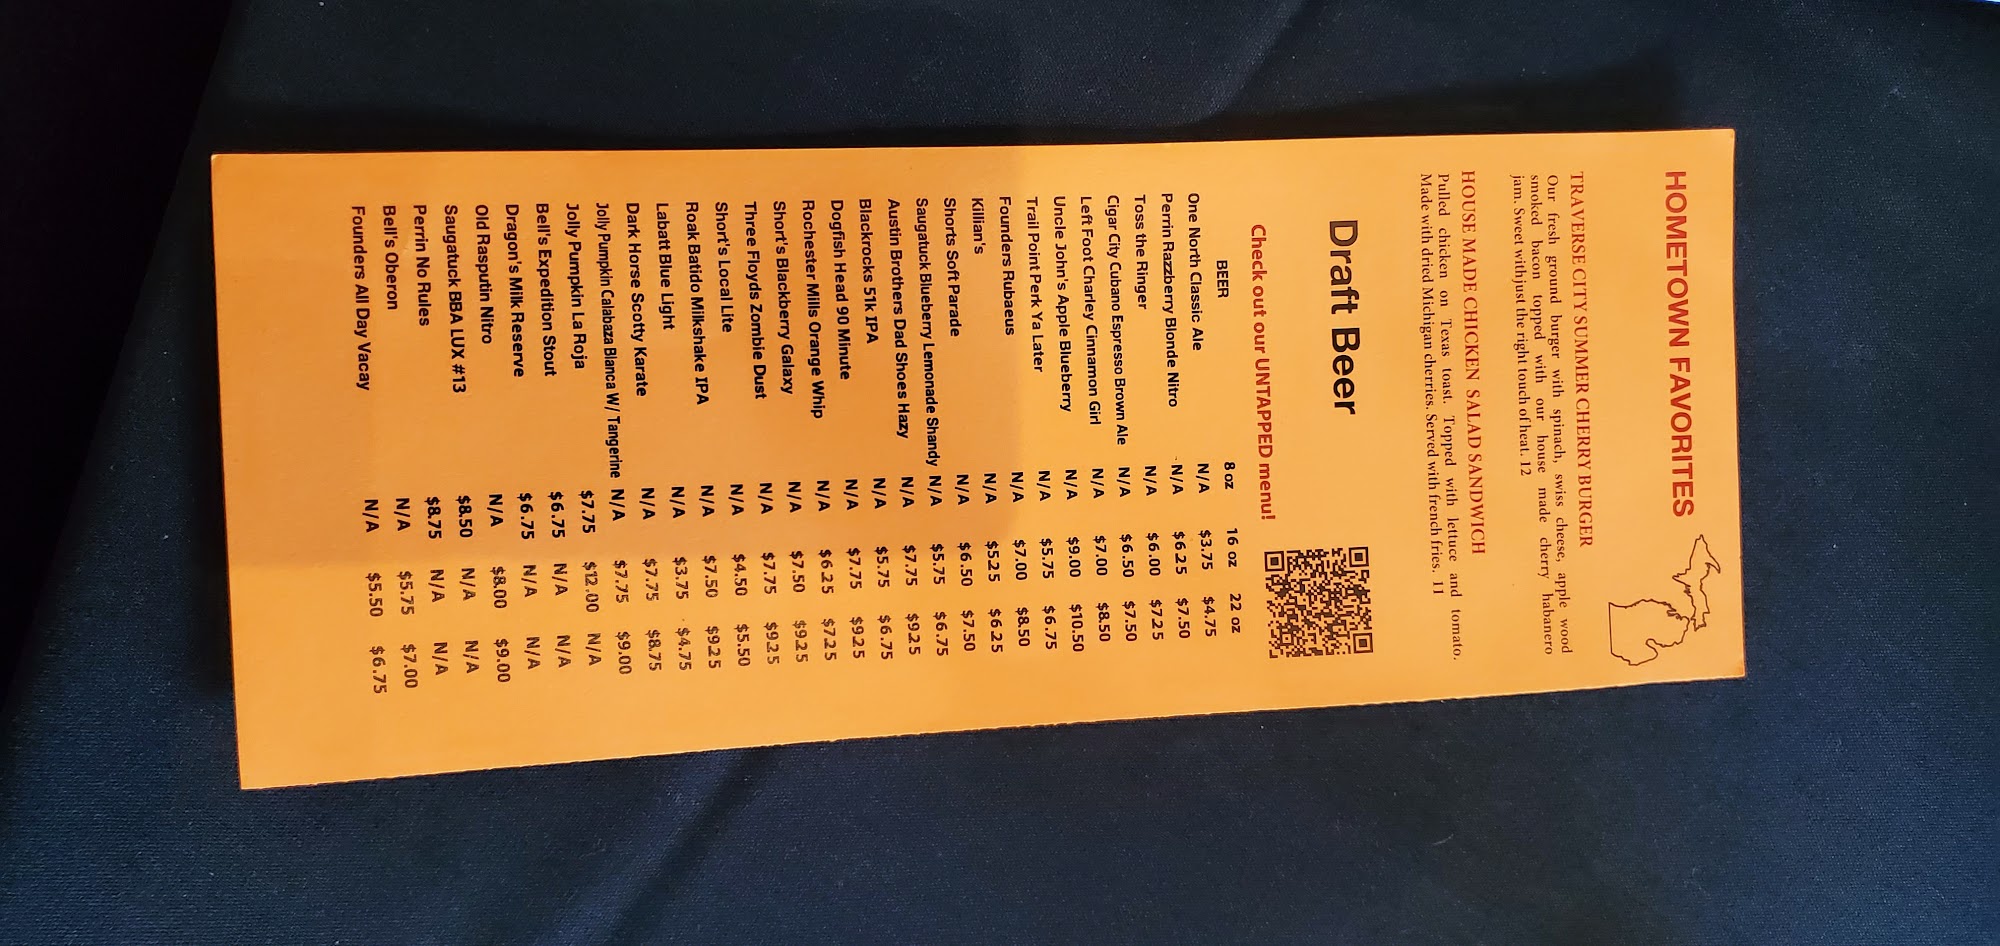 HOMETOWN FAVORITES
TRAVERSE CITY SUMMER CHERRY BURGER
Our fresh ground burger with spinach, swiss cheese, apple wood
smoked bacon topped with our house made cherry habanero
jam. Sweet with just the right touch of heat. 12
HOUSE MADE CHICKEN SALAD SANDWICH
Pulled chicken on Texas toast. Topped with lettuce and tomato.
Made with dried Michigan cherries. Served with french fries. 11
Draft Beer
Check out our UNTAPPED menu!
BEER 8 oz 16 oz 22 oz
One North Classic Ale N/A $3.75 $4.75
Perrin Razzberry Blonde Nitro N/A $6.25 $7.50
Toss the Ringer N/A $6.00 $7.25
Cigar City Cubano Espresso Brown Ale N/A $6.50 $7.50
Left Foot Charley Cinnamon Girl N/A $7.00 $8.50
Uncle John's Apple Blueberry N/A $9.00 $10.50
Trail Point Perk Ya Later N/A $5.75 $6.75
Founders Rubaeus N/A $7.00 $8.50
Killian's N/A $5.25 $6.25
Shorts Soft Parade N/A $6.50 $7.50
Saugatuck Blueberry Lemonade Shandy N/A $5.75 $6.75
Austin Brothers Dad Shoes Hazy N/A $7.75 $9.25
Blackrocks 51k IPA N/A $5.75 $6.75
Dogfish Head 90 Minute N/A $7.75 $9.25
Rochester Mills Orange Whip N/A $6.25 $7.25
Short's Blackberry Galaxy N/A $7.50 $9.25
Three Floyds Zombie Dust N/A $7.75 $9.25
Short's Local Lite N/A $4.50 $5.50
Roak Batido Milkshake IPA N/A $7.50 $9.25
Labatt Blue Light N/A $3.75 $4.75
Dark Horse Scotty Karate N/A $7.75 $8.75
Jolly Pumpkin Calabaza Blanca W/ Tangerine N/A $7.75 $9.00
Jolly Pumpkin La Roja $7.75 $12.00 N/A
Bell's Expedition Stout $6.75 N/A N/A
Dragon's Milk Reserve $6.75 N/A N/A
Old Rasputin Nitro N/A $8.00 $9.00
Saugatuck BBA LUX #13 $8.50 N/A N/A
Perrin No Rules $8.75 N/A N/A
Bell's Oberon N/A $5.75 $7.00
Founders All Day Vacay N/A $5.50 $6.75